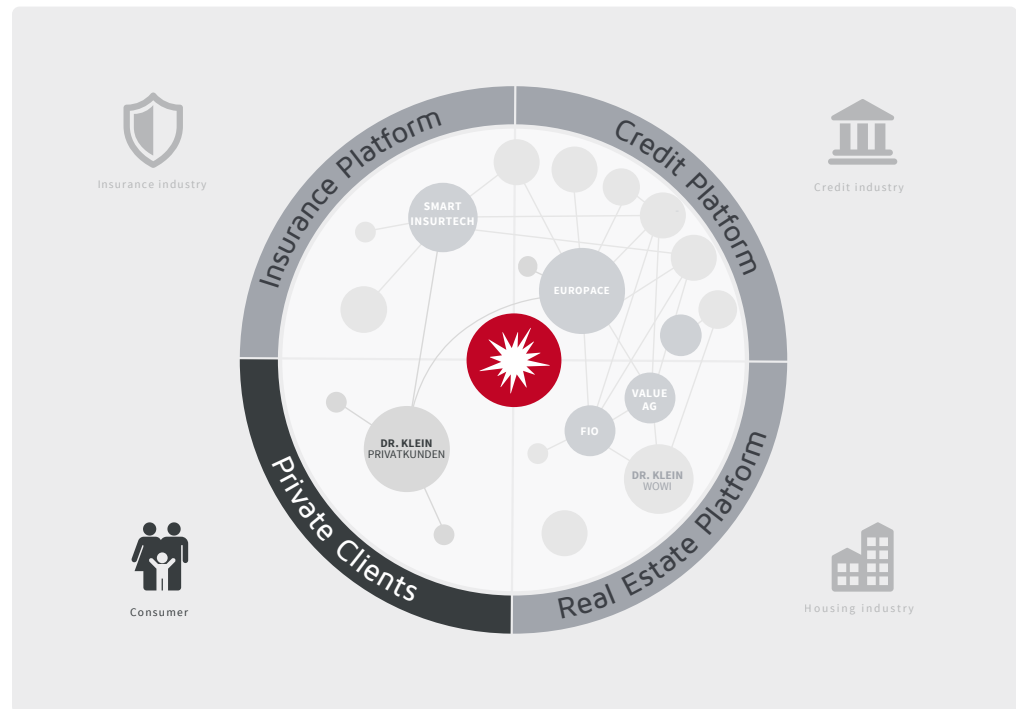 Insurance Platform
Credit Platform
Insurance industry
Credit industry
SMART
INSURTECH
EUROPACE
VALUE
AG
FIO
DR. KLEIN
PRIVATKUNDEN
DR. KLEIN
WOWI
Private Clients
Real Estate Platform
Consumer
Housing industry